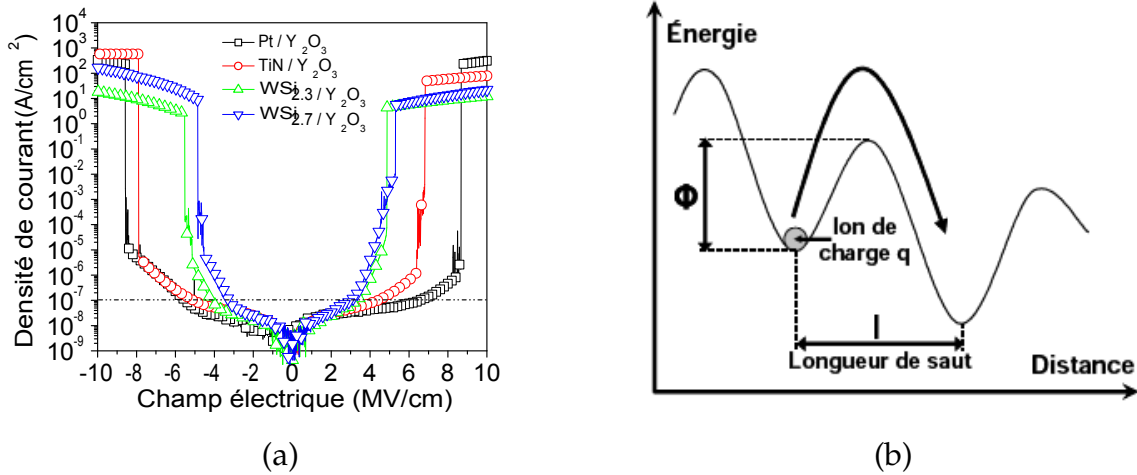 Densité de courant (A/cm²)
10³
10⁴
10³
10²
10¹
10⁰
10⁻¹
10⁻²
10⁻³
10⁻⁴
10⁻⁵
10⁻⁶
10⁻⁷
10⁻⁸
10⁻⁹
Pt / Y₂O₃
TiN / Y₂O₃
WSi₂.₃ / Y₂O₃
WSi₂.₇ / Y₂O₃
-10 -8 -6 -4 -2 0 2 4 6 8 10
Champ électrique (MV/cm)
(a)
Énergie
Φ
Ion de
charge q
l
Longueur de saut
Distance
(b)